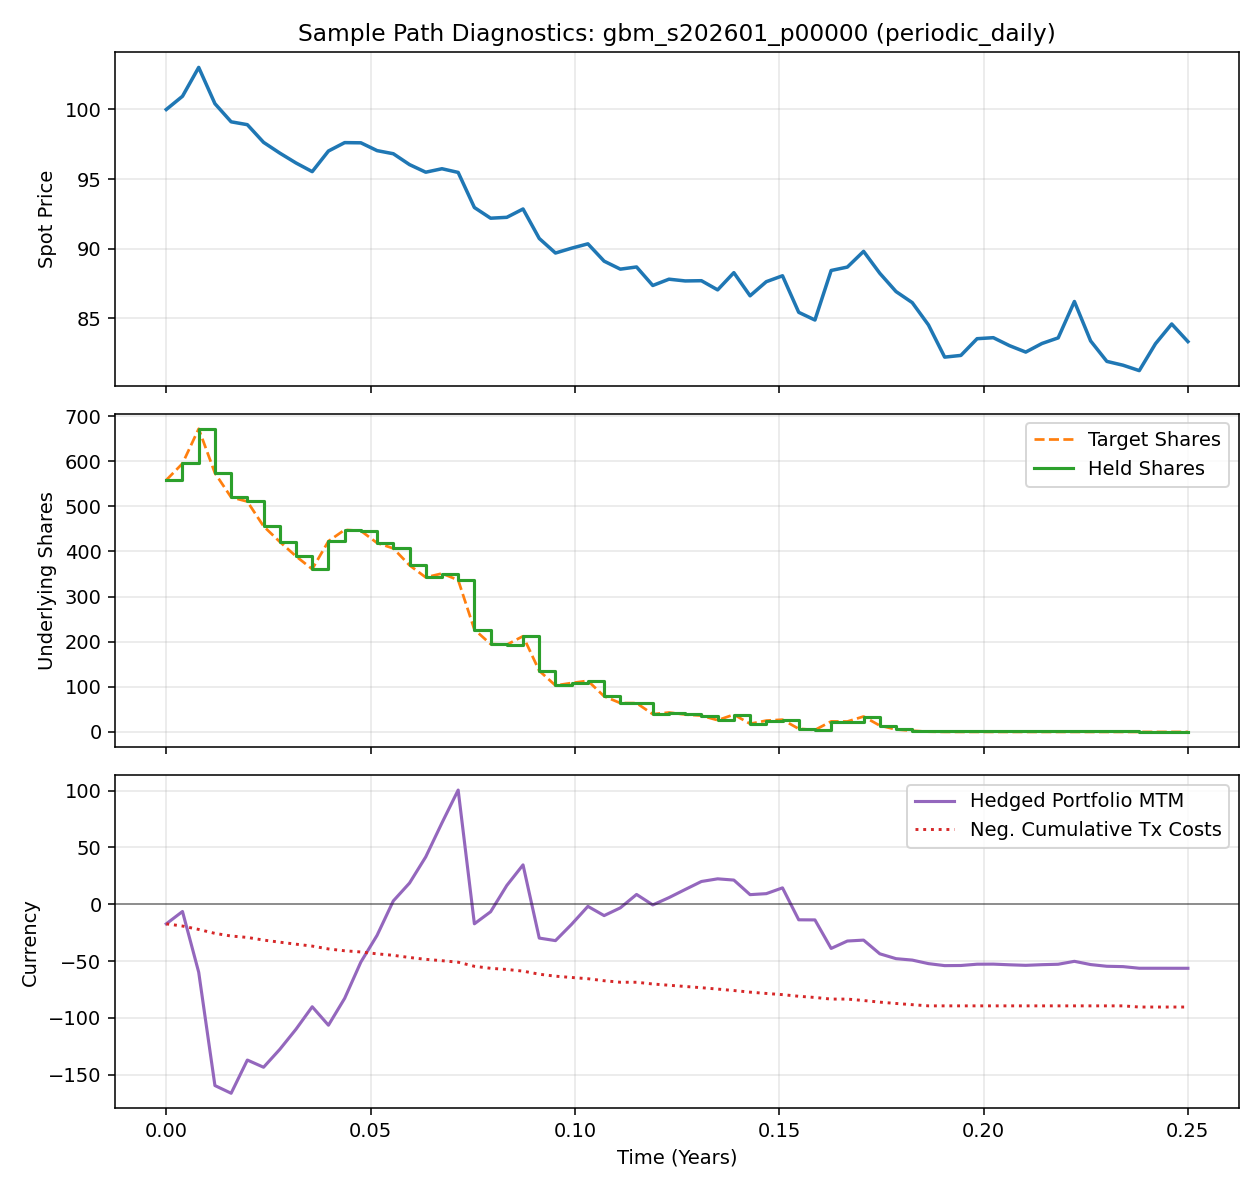 Sample Path Diagnostics: gbm_s202601_p00000 (periodic_daily)
100
95
90
85
Spot Price
700
600
500
400
300
200
100
0
Underlying Shares
Target Shares
Held Shares
100
50
0
−50
−100
−150
Currency
Hedged Portfolio MTM
Neg. Cumulative Tx Costs
0.00 0.05 0.10 0.15 0.20 0.25
Time (Years)